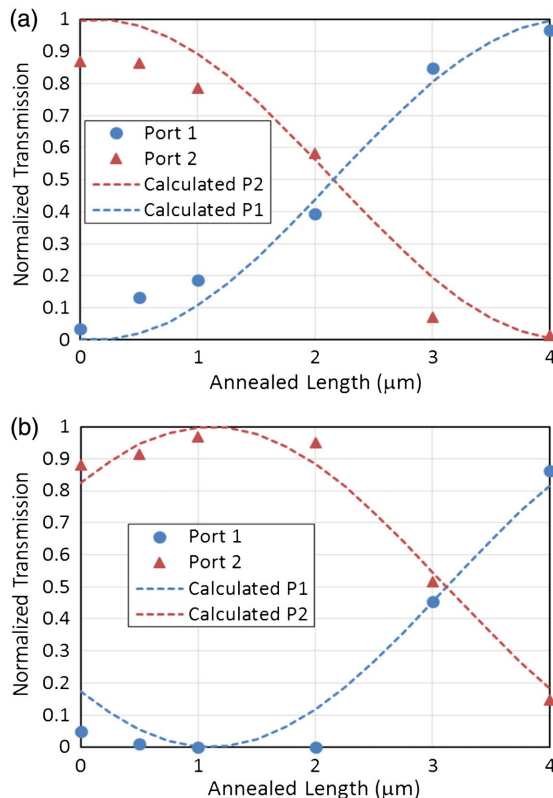 (a)
1
0.9
0.8
0.7
0.6
0.5
0.4
0.3
0.2
0.1
0
Normalized Transmission
Port 1
Port 2
Calculated P2
Calculated P1
0 1 2 3 4
Annealed Length (μm)
(b)
1
0.9
0.8
0.7
0.6
0.5
0.4
0.3
0.2
0.1
0
Normalized Transmission
Port 1
Port 2
Calculated P1
Calculated P2
0 1 2 3 4
Annealed Length (μm)